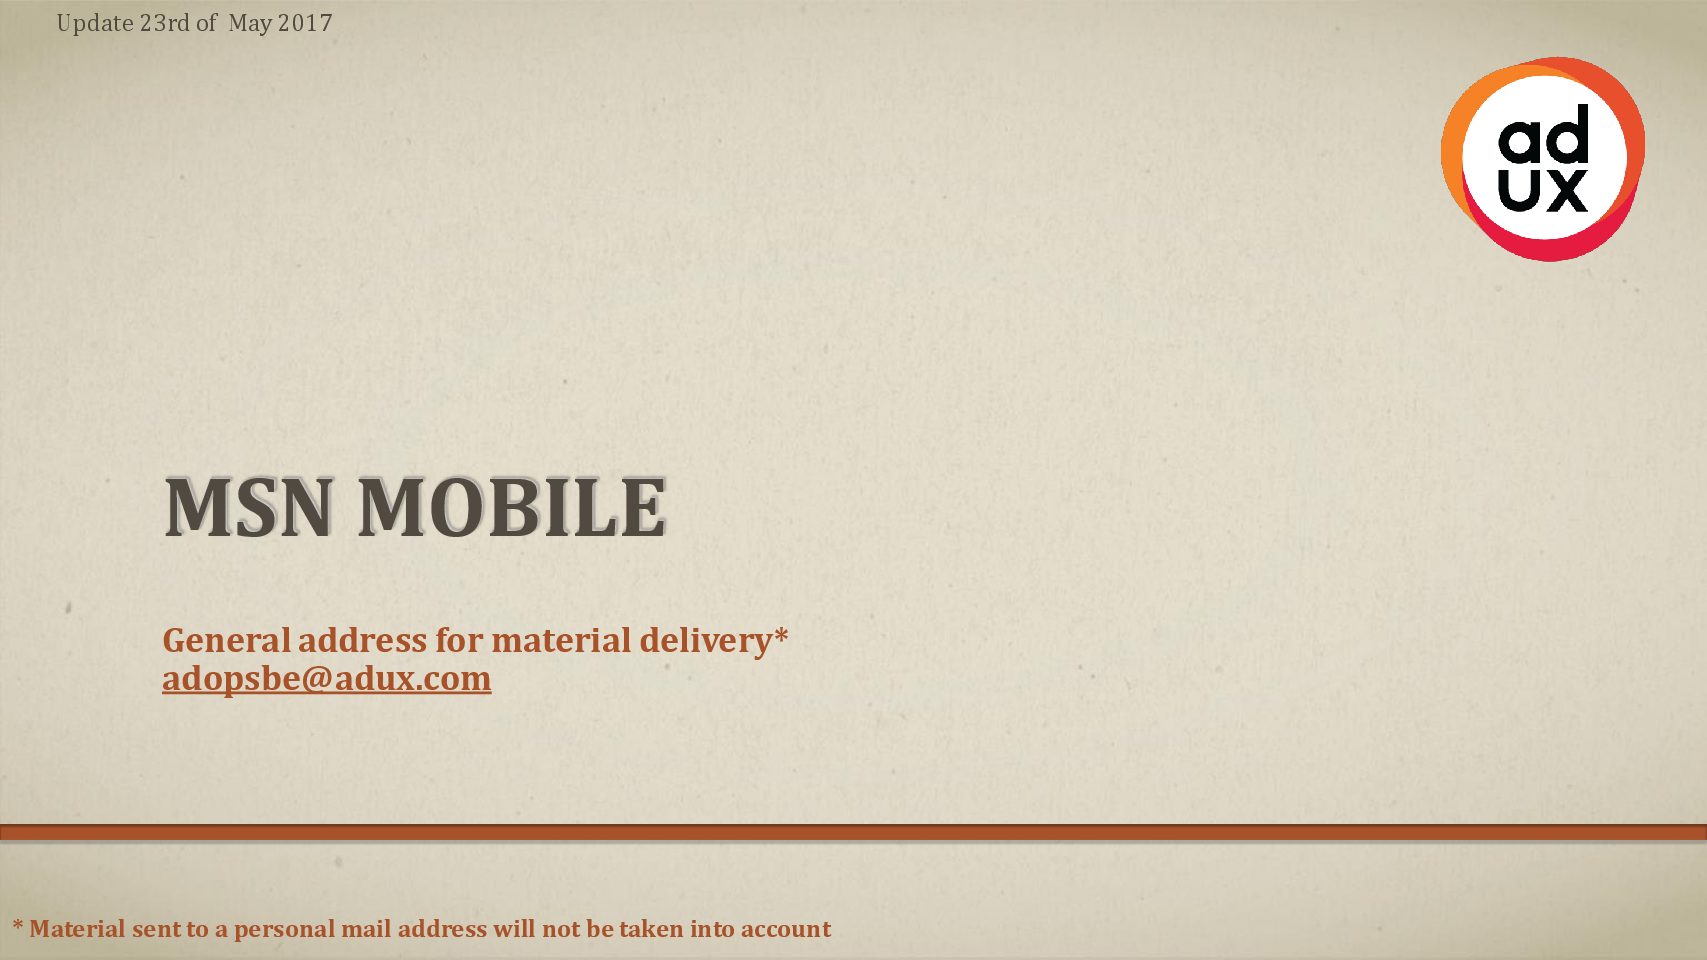 Update 23rd of May 2017
ad
ux
MSN MOBILE
General address for material delivery*
adopsbe@adux.com
* Material sent to a personal mail address will not be taken into account